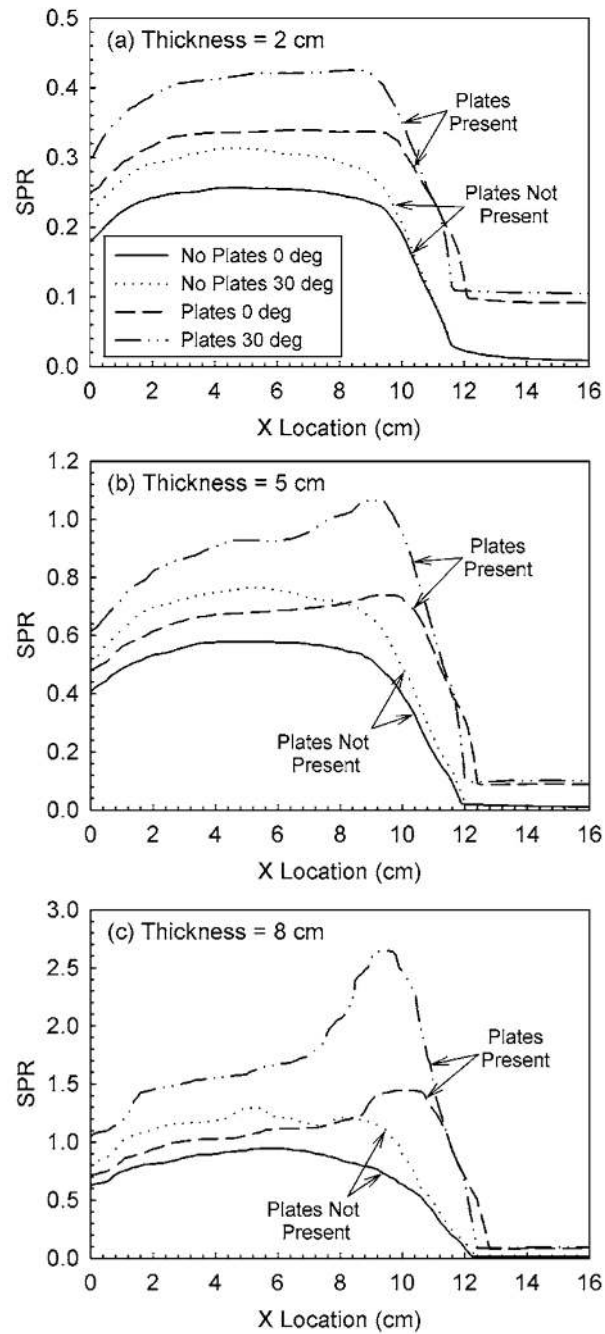 (a) Thickness = 2 cm
0.5
0.4
0.3
0.2
0.1
0.0
SPR
Plates
Present
Plates Not
Present
No Plates 0 deg
No Plates 30 deg
Plates 0 deg
Plates 30 deg
0 2 4 6 8 10 12 14 16
X Location (cm)
(b) Thickness = 5 cm
1.2
1.0
0.8
0.6
0.4
0.2
0.0
SPR
Plates
Present
Plates Not
Present
0 2 4 6 8 10 12 14 16
X Location (cm)
(c) Thickness = 8 cm
3.0
2.5
2.0
1.5
1.0
0.5
0.0
SPR
Plates
Present
Plates Not
Present
0 2 4 6 8 10 12 14 16
X Location (cm)